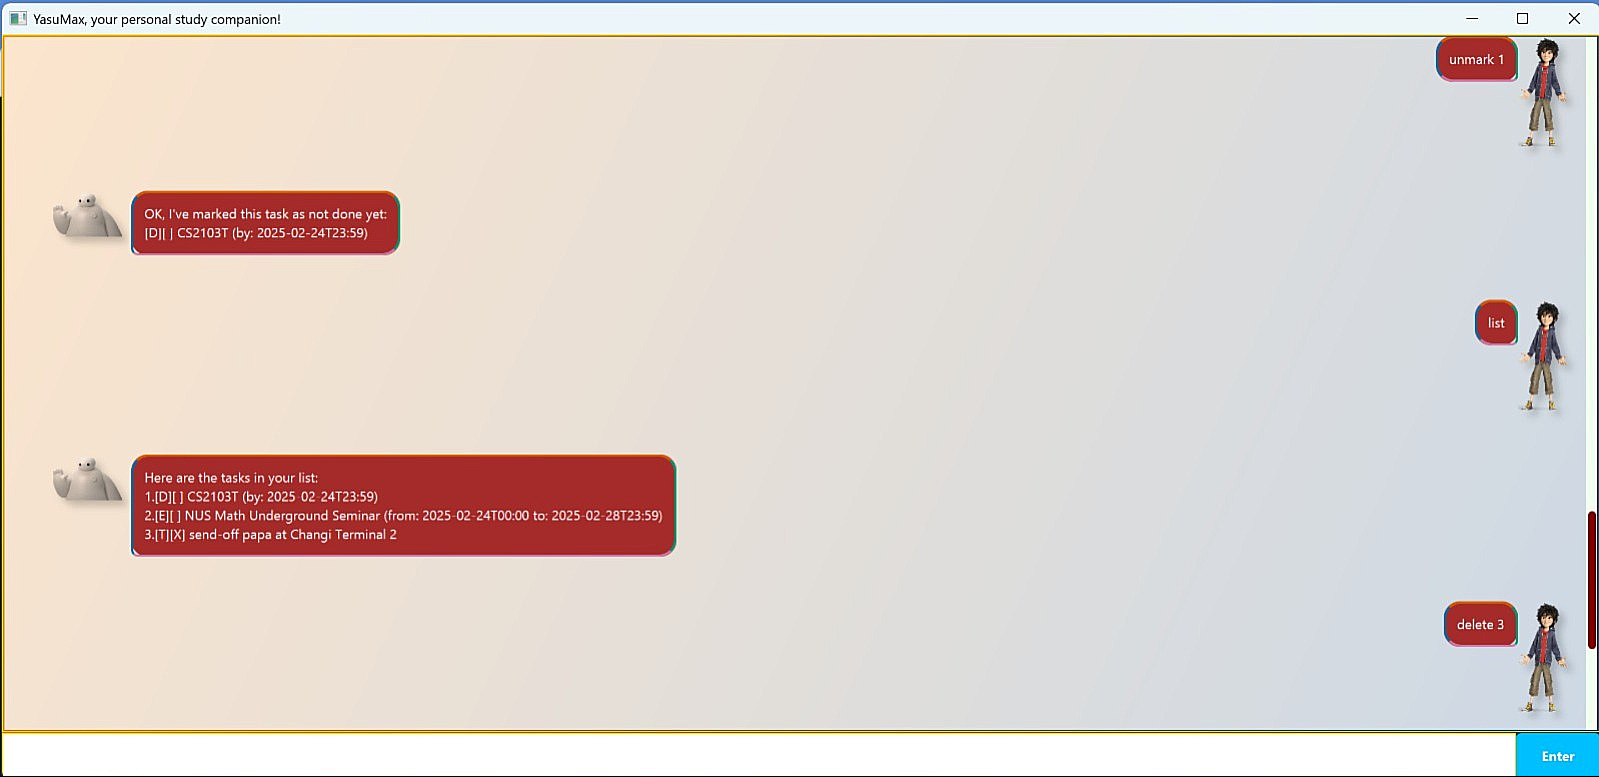 YasuMax, your personal study companion!
unmark 1
OK, I've marked this task as not done yet:
[D][ ] CS2103T (by: 2025-02-24T23:59)
list
Here are the tasks in your list:
1.[D][ ] CS2103T (by: 2025-02-24T23:59)
2.[E][ ] NUS Math Underground Seminar (from: 2025-02-24T00:00 to: 2025-02-28T23:59)
3.[T][X] send-off papa at Changi Terminal 2
delete 3
Enter